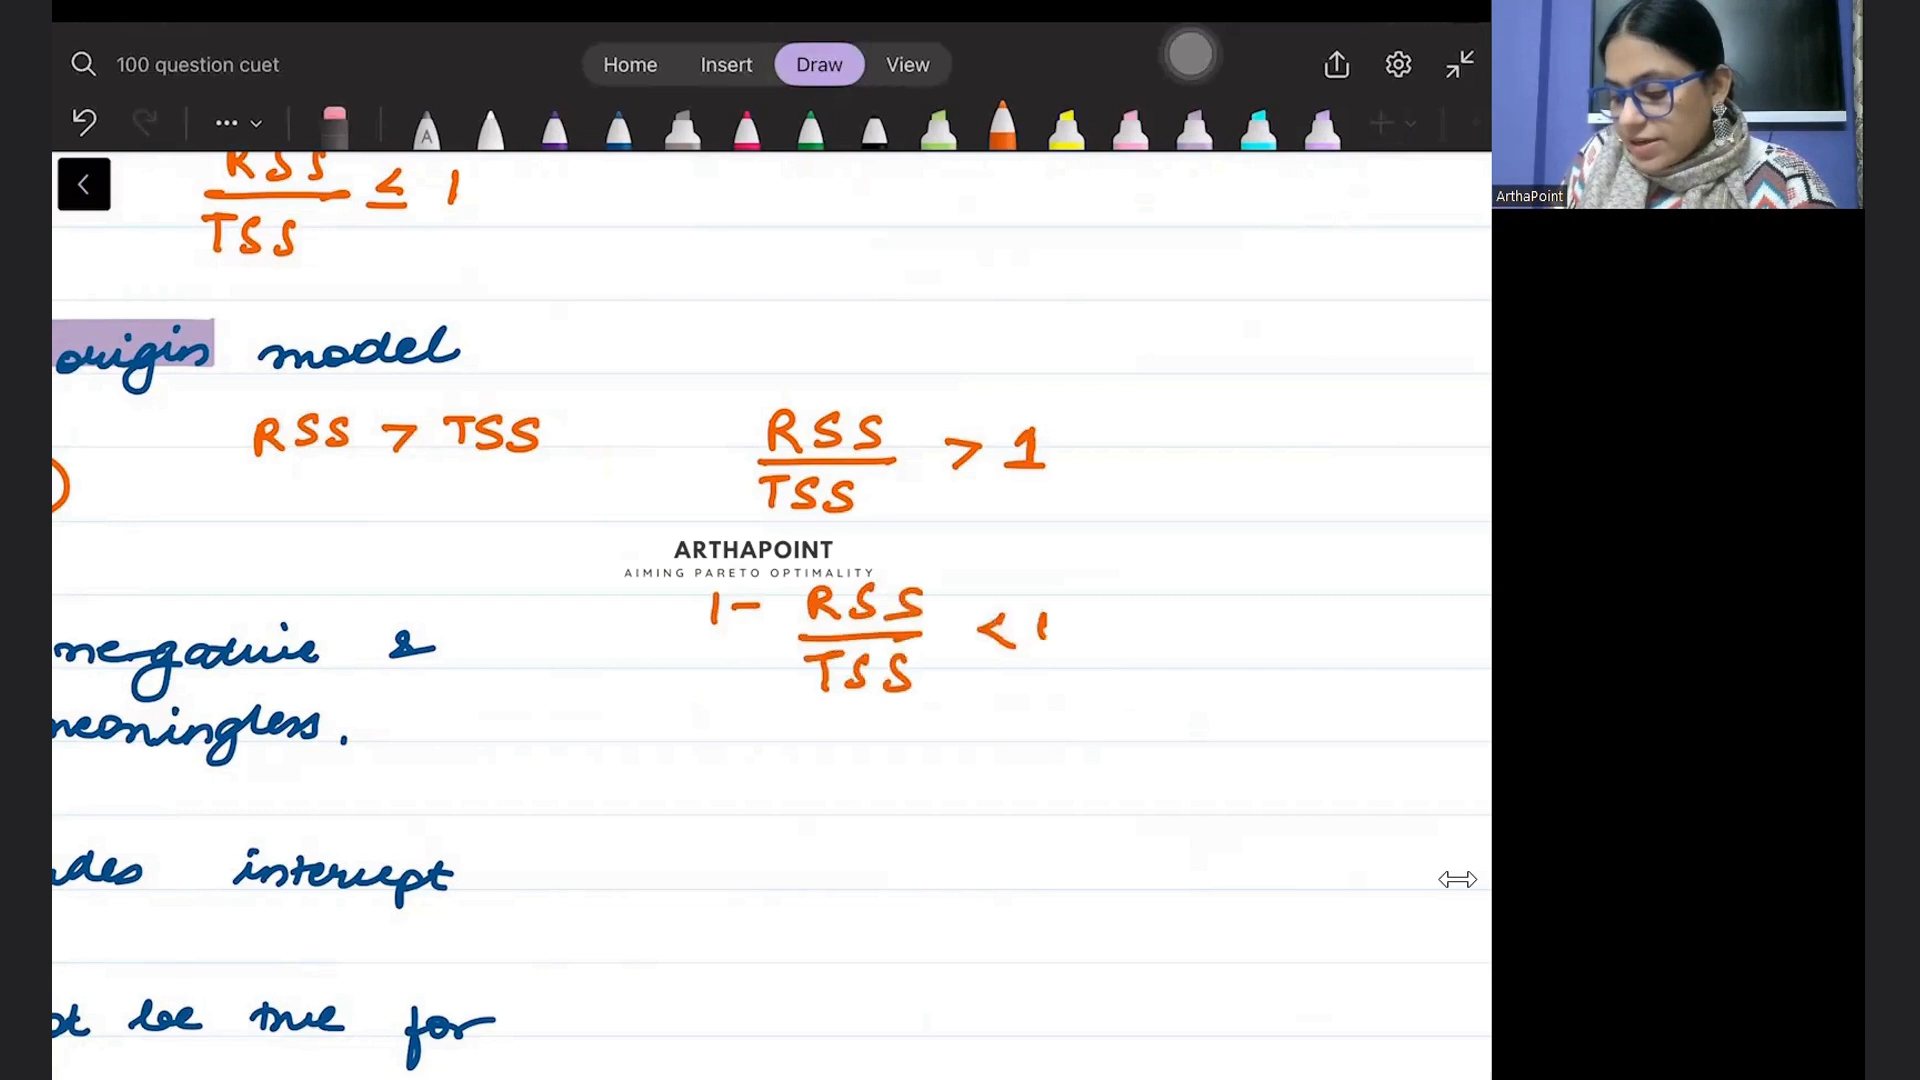 100 question cuet
Home Insert Draw View
A
ArthaPoint
RSS
TSS ≤ 1
origin model
RSS > TSS
RSS
TSS > 1
ARTHAPOINT
AIMING PARETO OPTIMALITY
1 - RSS
TSS < 1
negative &
meaningless.
intercept
be true for